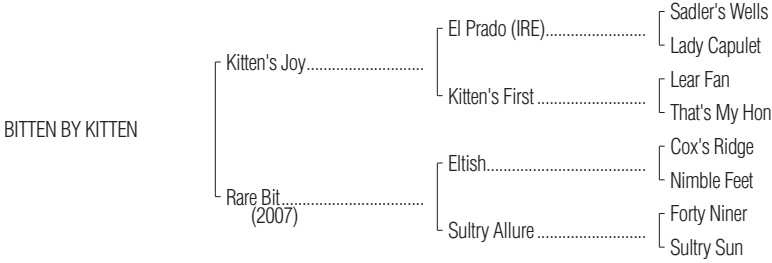 Sadler's Wells
El Prado (IRE)........................
Lady Capulet
Kitten's Joy............................
Lear Fan
Kitten's First..........................
That's My Hon
BITTEN BY KITTEN
Cox's Ridge
Eltish......................................
Nimble Feet
Rare Bit..................................
(2007)
Forty Niner
Sultry Allure..........................
Sultry Sun